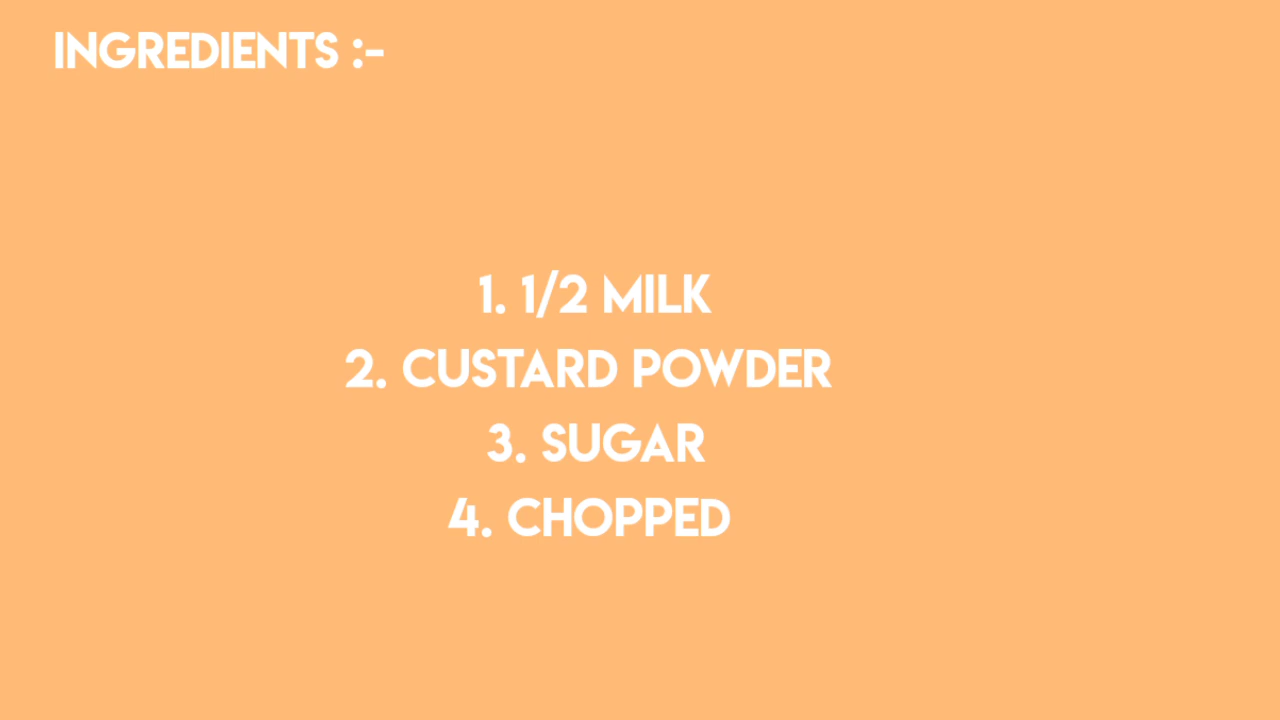 INGREDIENTS :-
1. 1/2 MILK
2. CUSTARD POWDER
3. SUGAR
4. CHOPPED